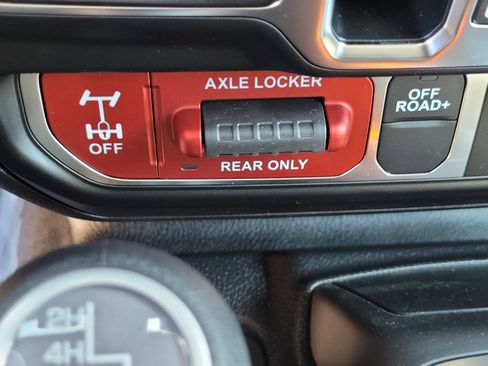 AXLE LOCKER
OFF
REAR ONLY
OFF
ROAD+
2H
4H